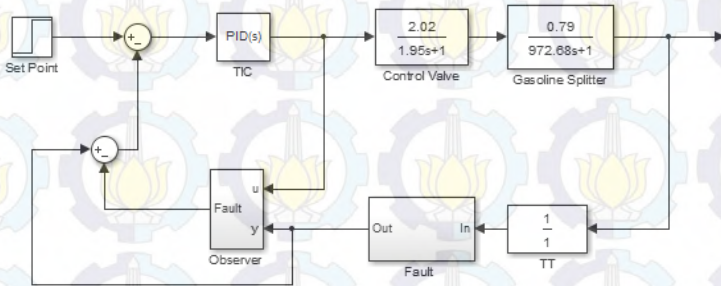 Set Point
+
-
PID(s)
TIC
2.02
1.95s+1
Control Valve
0.79
972.68s+1
Gasoline Splitter
+
-
u
Fault
y
Observer
Out
In
Fault
1
1
TT